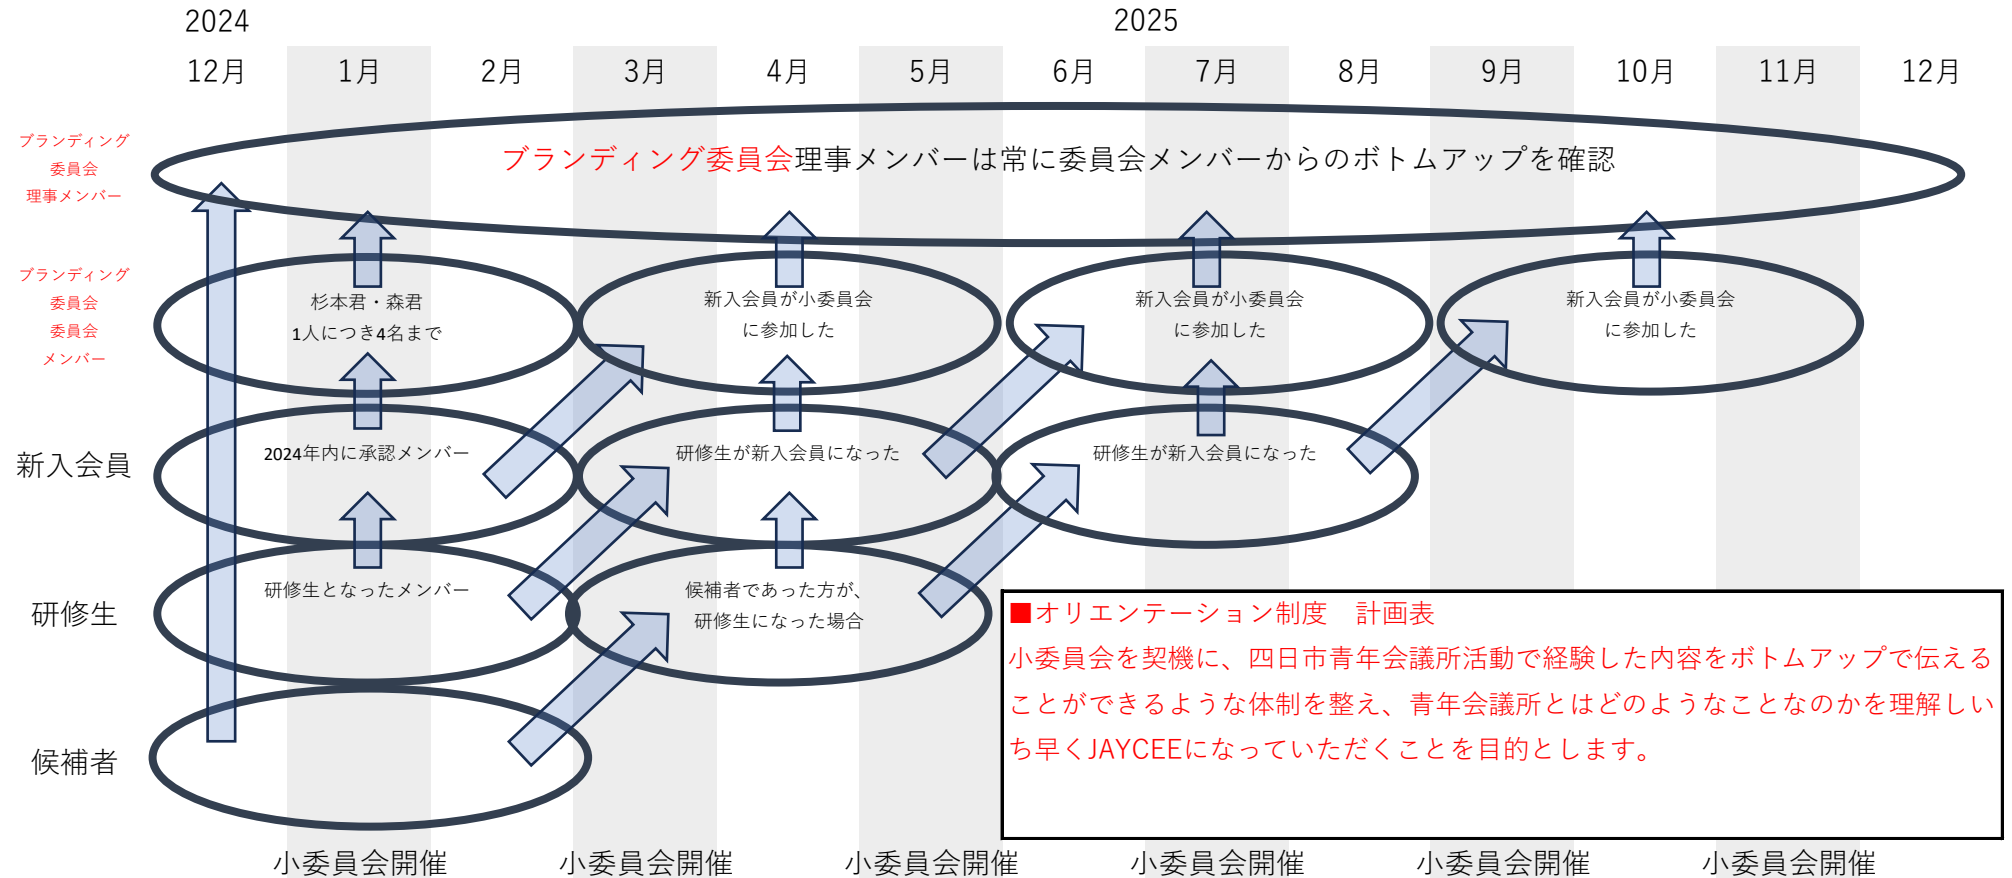 2024
2025
12月
1月
2月
3月
4月
5月
6月
7月
8月
9月
10月
11月
12月
ブランディング
委員会
理事メンバー
ブランディング委員会理事メンバーは常に委員会メンバーからのボトムアップを確認
ブランディング
委員会
委員会
メンバー
杉本君・森君
1人につき4名まで
新入会員が小委員会
に参加した
新入会員が小委員会
に参加した
新入会員が小委員会
に参加した
新入会員
2024年内に承認メンバー
研修生が新入会員になった
研修生が新入会員になった
研修生
研修生となったメンバー
候補者であった方が、
研修生になった場合
候補者
■オリエンテーション制度　計画表
小委員会を契機に、四日市青年会議所活動で経験した内容をボトムアップで伝える
ことができるような体制を整え、青年会議所とはどのようなことなのかを理解しい
ち早くJAYCEEになっていただくことを目的とします。
小委員会開催
小委員会開催
小委員会開催
小委員会開催
小委員会開催
小委員会開催